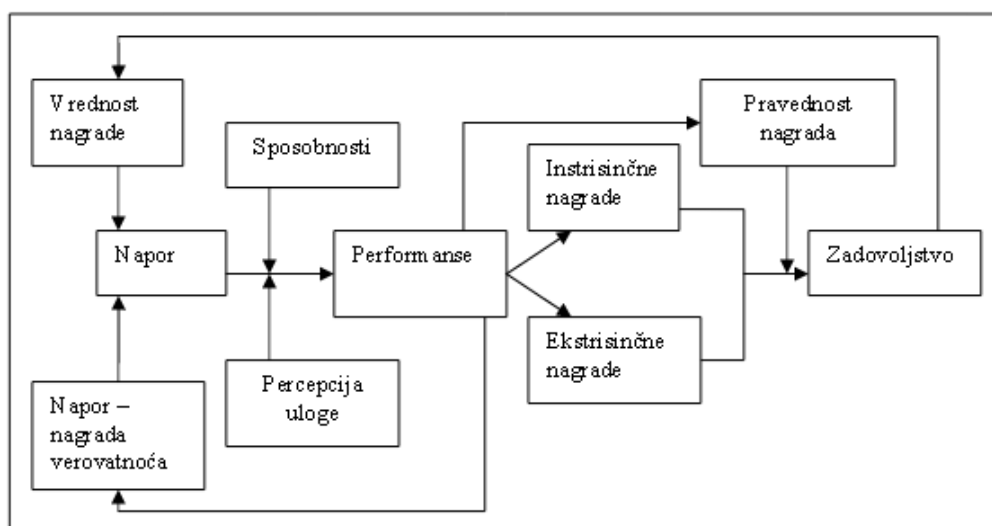 Vrednost
nagrade
Pravednost
nagrada
Sposobnosti
Instrisinčne
nagrade
Napor
Performanse
Zadovoljstvo
Ekstrisinčne
nagrade
Percepcija
uloge
Napor –
nagrada
verovatnoća